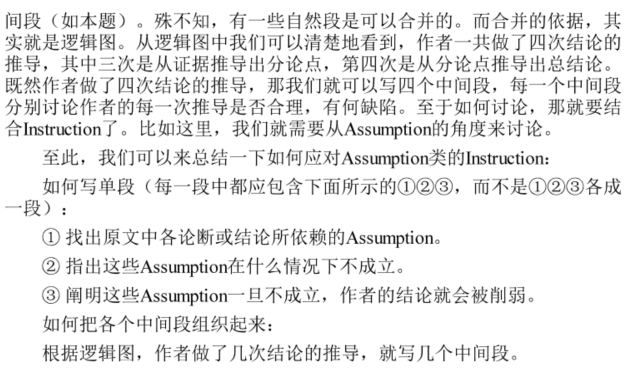 间段（如本题）。殊不知，有一些自然段是可以合并的。而合并的依据，其
实就是逻辑图。从逻辑图中我们可以清楚地看到，作者一共做了四次结论的
推导，其中三次是从证据推导出分论点，第四次是从分论点推导出总结论。
既然作者做了四次结论的推导，那我们就可以写四个中间段，每一个中间段
分别讨论作者的每一次推导是否合理，有何缺陷。至于如何讨论，那就要结
合Instruction了。比如这里，我们就需要从Assumption的角度来讨论。
至此，我们可以来总结一下如何应对Assumption类的Instruction：
如何写单段（每一段中都应包含下面所示的①②③，而不是①②③各成
一段）：
① 找出原文中各论断或结论所依赖的Assumption。
② 指出这些Assumption在什么情况下不成立。
③ 阐明这些Assumption一旦不成立，作者的结论就会被削弱。
如何把各个中间段组织起来：
根据逻辑图，作者做了几次结论的推导，就写几个中间段。